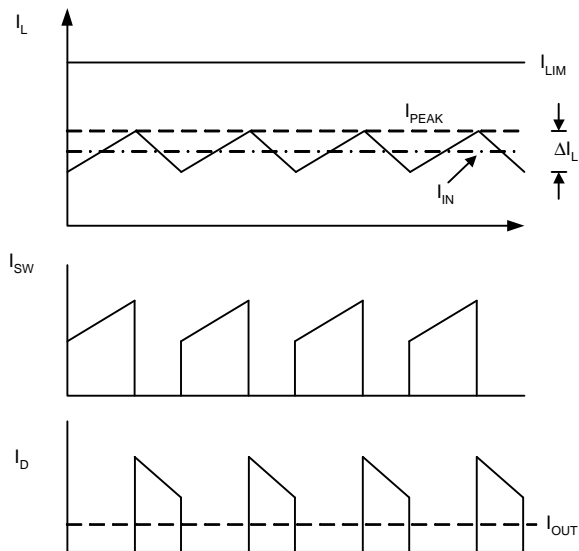 I_L
I_LIM
I_PEAK
ΔI_L
I_IN
I_SW
I_D
I_OUT